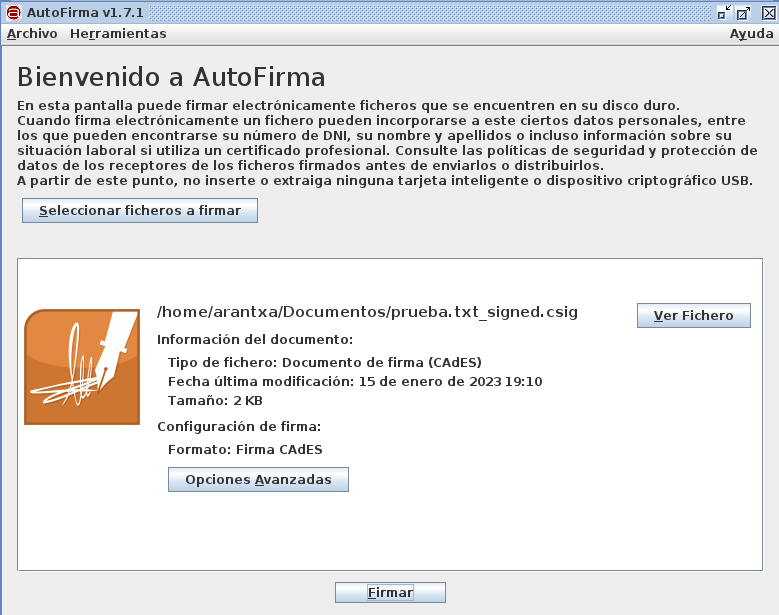 AutoFirma v1.7.1
Archivo Herramientas Ayuda
Bienvenido a AutoFirma
En esta pantalla puede firmar electrónicamente ficheros que se encuentren en su disco duro.
Cuando firma electrónicamente un fichero pueden incorporarse a este ciertos datos personales, entre
los que pueden encontrarse su número de DNI, su nombre y apellidos o incluso información sobre su
situación laboral si utiliza un certificado profesional. Consulte las políticas de seguridad y protección de
datos de los receptores de los ficheros firmados antes de enviarlos o distribuirlos.
A partir de este punto, no inserte o extraiga ninguna tarjeta inteligente o dispositivo criptográfico USB.
Seleccionar ficheros a firmar
/home/arantxa/Documentos/prueba.txt_signed.csig
Ver Fichero
Información del documento:
Tipo de fichero: Documento de firma (CAdES)
Fecha última modificación: 15 de enero de 2023 19:10
Tamaño: 2 KB
Configuración de firma:
Formato: Firma CAdES
Opciones Avanzadas
Firmar